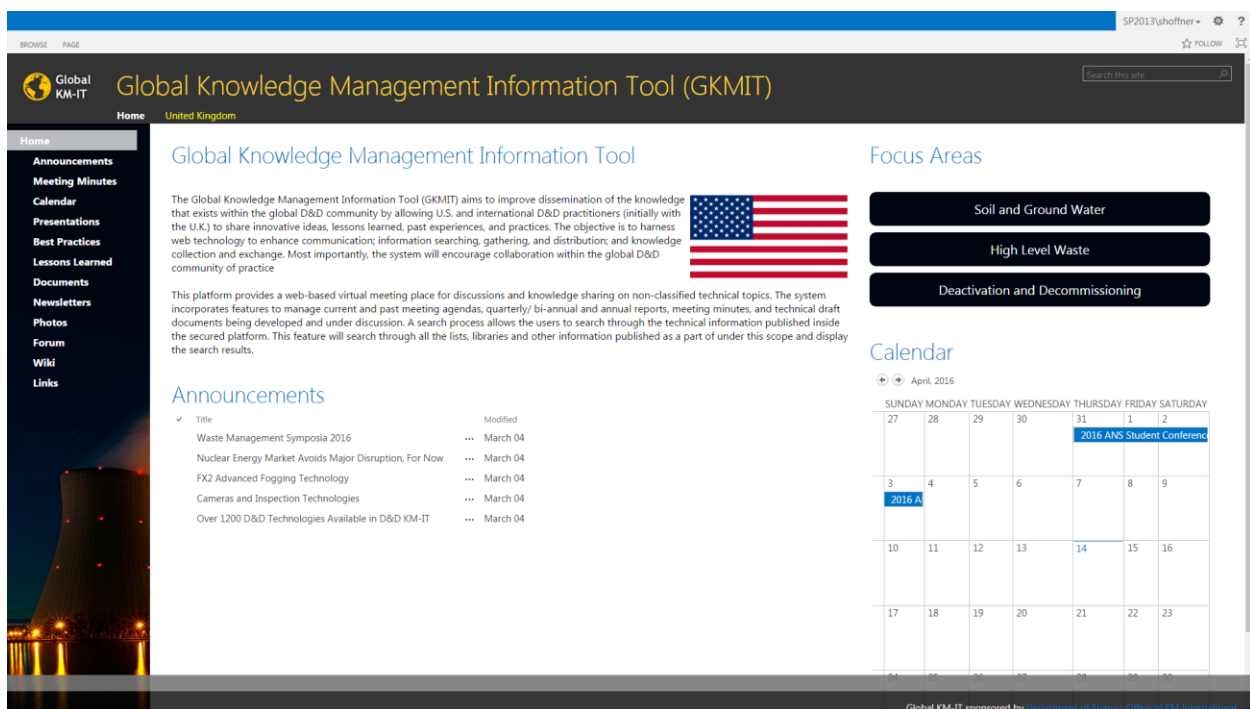 SP2013\shoffner
?
BROWSE PAGE
FOLLOW
Global
KM-IT
Global Knowledge Management Information Tool (GKMIT)
Search this site
Home United Kingdom
Home
Announcements
Meeting Minutes
Calendar
Presentations
Best Practices
Lessons Learned
Documents
Newsletters
Photos
Forum
Wiki
Links
Global Knowledge Management Information Tool
The Global Knowledge Management Information Tool (GKMIT) aims to improve dissemination of the knowledge
that exists within the global D&D community by allowing U.S. and international D&D practitioners (initially with
the U.K.) to share innovative ideas, lessons learned, past experiences, and practices. The objective is to harness
web technology to enhance communication; information searching, gathering, and distribution; and knowledge
collection and exchange. Most importantly, the system will encourage collaboration within the global D&D
community of practice
This platform provides a web-based virtual meeting place for discussions and knowledge sharing on non-classified technical topics. The system
incorporates features to manage current and past meeting agendas, quarterly/ bi-annual and annual reports, meeting minutes, and technical draft
documents being developed and under discussion. A search process allows the users to search through the technical information published inside
the secured platform. This feature will search through all the lists, libraries and other information published as a part of under this scope and display
the search results.
Announcements
✓ Title Modified
Waste Management Symposia 2016 ... March 04
Nuclear Energy Market Avoids Major Disruption, For Now ... March 04
FX2 Advanced Fogging Technology ... March 04
Cameras and Inspection Technologies ... March 04
Over 1200 D&D Technologies Available in D&D KM-IT ... March 04
Focus Areas
Soil and Ground Water
High Level Waste
Deactivation and Decommissioning
Calendar
April, 2016
SUNDAY MONDAY TUESDAY WEDNESDAY THURSDAY FRIDAY SATURDAY
27 28 29 30 31 1 2
2016 ANS Student Conferenc
3 4 5 6 7 8 9
2016 A
10 11 12 13 14 15 16
17 18 19 20 21 22 23
24 25 26 27 28 29 30
Global KM-IT sponsored by Department of Energy Office of EM International